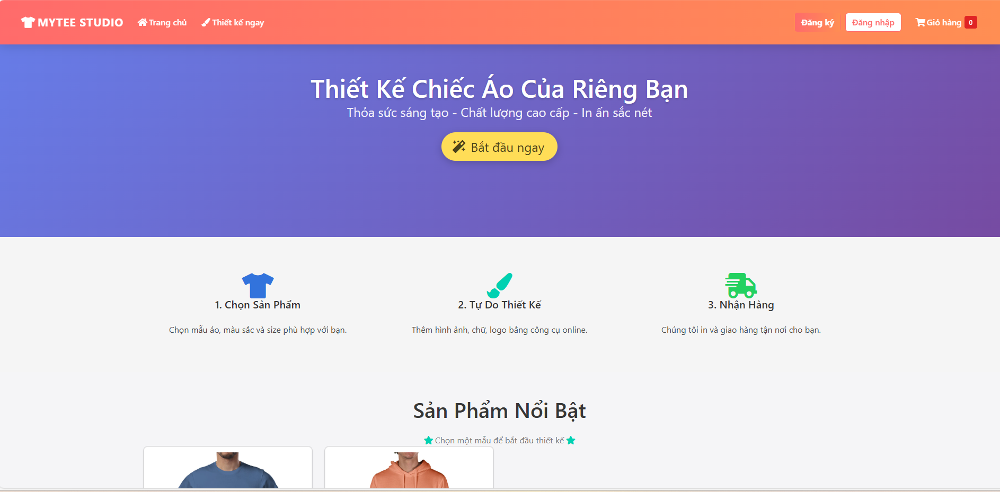 MYTEE STUDIO Trang chủ Thiết kế ngay Đăng ký Đăng nhập Giỏ hàng 0
Thiết Kế Chiếc Áo Của Riêng Bạn
Thỏa sức sáng tạo - Chất lượng cao cấp - In ấn sắc nét
Bắt đầu ngay
1. Chọn Sản Phẩm
Chọn mẫu áo, màu sắc và size phù hợp với bạn.
2. Tự Do Thiết Kế
Thêm hình ảnh, chữ, logo bằng công cụ online.
3. Nhận Hàng
Chúng tôi in và giao hàng tận nơi cho bạn.
Sản Phẩm Nổi Bật
Chọn một mẫu để bắt đầu thiết kế